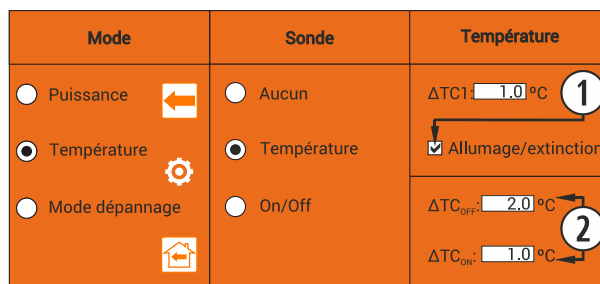 Mode
Sonde
Température
Puissance
Aucun
ΔTC1: 1.0 ºC
1
Température
Température
Allumage/extinction
Mode dépannage
On/Off
ΔTCOFF: 2.0 ºC
2
ΔTCON: 1.0 ºC